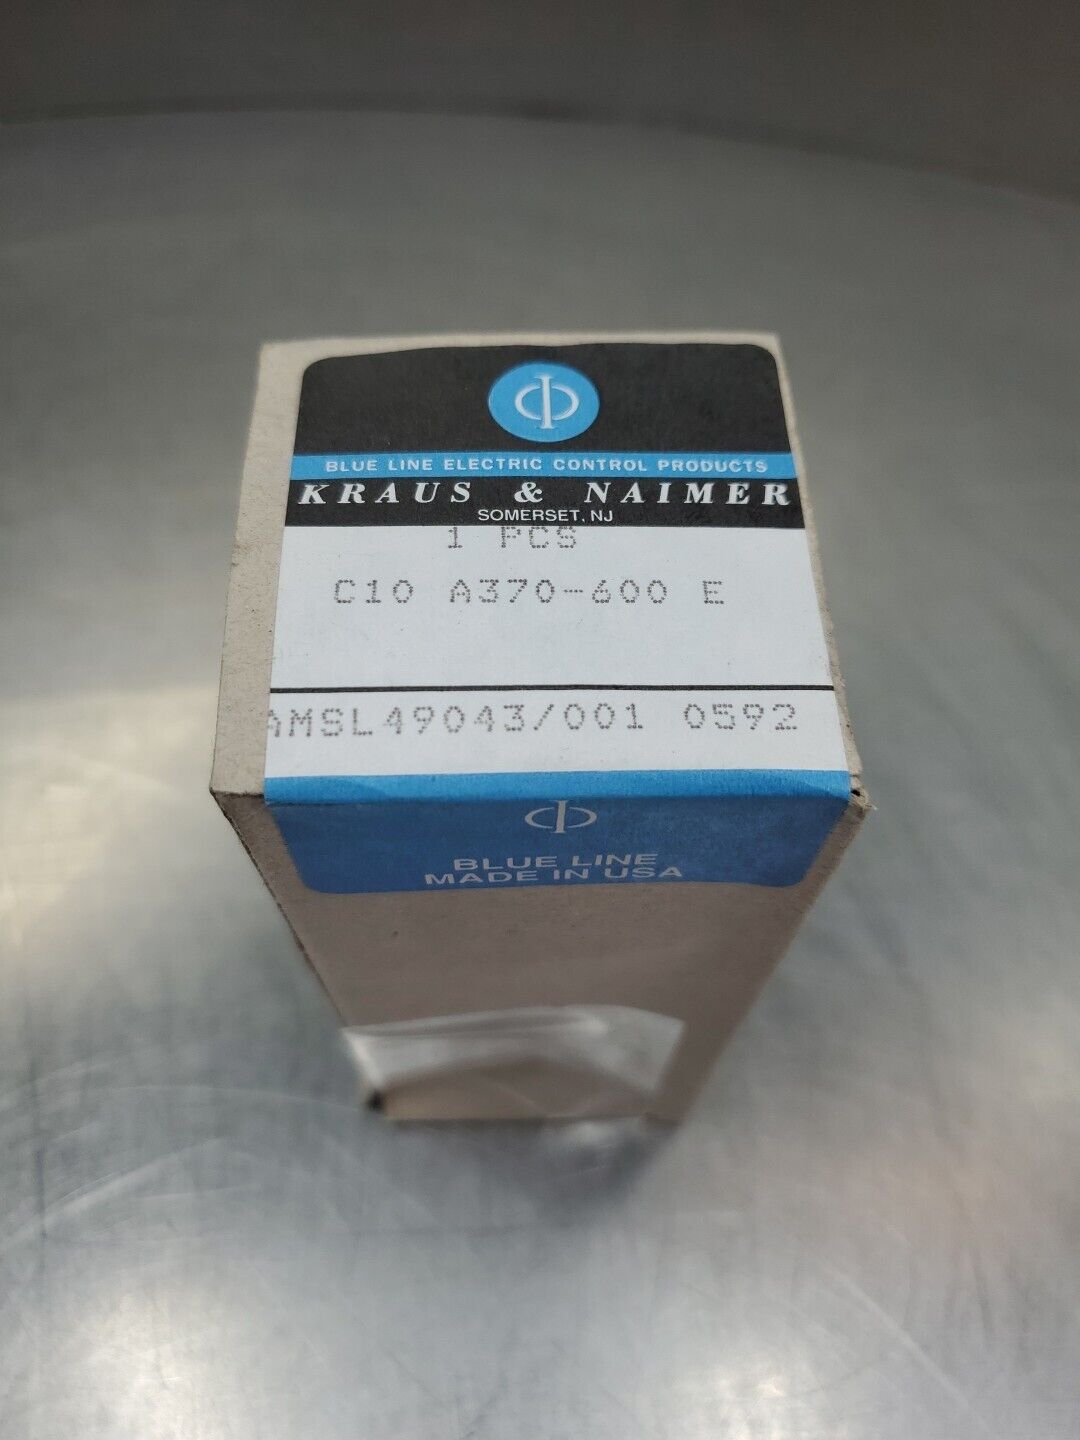 BLUE LINE ELECTRIC CONTROL PRODUCTS
KRAUS & NAIMER
SOMERSET, NJ
1 PCS
C10 A370-600 E
AMSL49043/001 0592
BLUE LINE
MADE IN USA